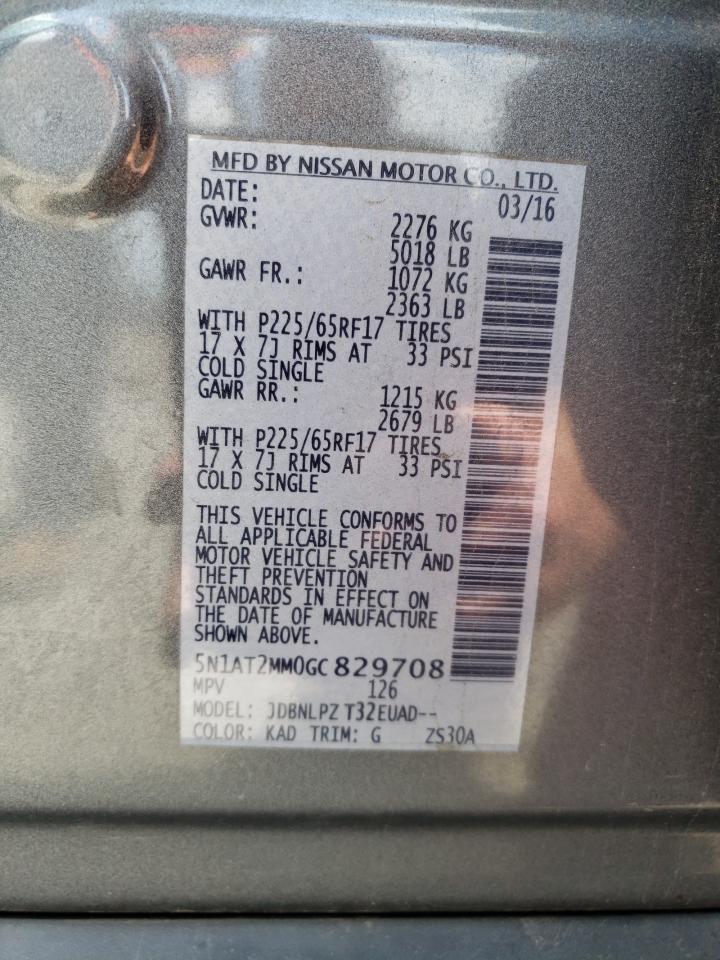 MFD BY NISSAN MOTOR CO., LTD.
DATE: 03/16
GVWR: 2276 KG
5018 LB
GAWR FR.: 1072 KG
2363 LB
WITH P225/65RF17 TIRES
17 X 7J RIMS AT 33 PSI
COLD SINGLE
GAWR RR.: 1215 KG
2679 LB
WITH P225/65RF17 TIRES
17 X 7J RIMS AT 33 PSI
COLD SINGLE
THIS VEHICLE CONFORMS TO
ALL APPLICABLE FEDERAL
MOTOR VEHICLE SAFETY AND
THEFT PREVENTION
STANDARDS IN EFFECT ON
THE DATE OF MANUFACTURE
SHOWN ABOVE.
5N1AT2MM0GC829708
MPV 126
MODEL: JDBNLPZ T32EUAD--
COLOR: KAD TRIM: G ZS30A